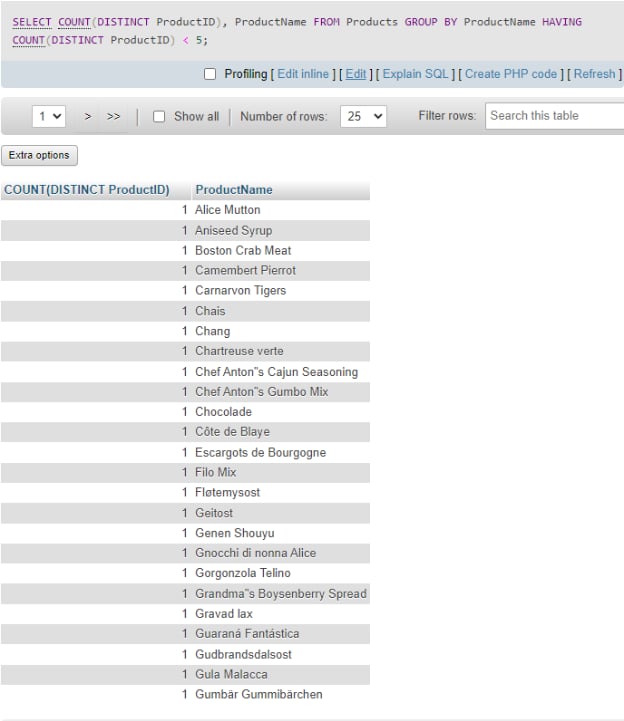 SELECT COUNT(DISTINCT ProductID), ProductName FROM Products GROUP BY ProductName HAVING
COUNT(DISTINCT ProductID) < 5;
Profiling [ Edit inline ] [ Edit ] [ Explain SQL ] [ Create PHP code ] [ Refresh ]
1 > >> Show all Number of rows: 25 Filter rows: Search this table
Extra options
COUNT(DISTINCT ProductID) ProductName
1 Alice Mutton
1 Aniseed Syrup
1 Boston Crab Meat
1 Camembert Pierrot
1 Carnarvon Tigers
1 Chais
1 Chang
1 Chartreuse verte
1 Chef Anton"s Cajun Seasoning
1 Chef Anton"s Gumbo Mix
1 Chocolade
1 Côte de Blaye
1 Escargots de Bourgogne
1 Filo Mix
1 Fløtemysost
1 Geitost
1 Genen Shouyu
1 Gnocchi di nonna Alice
1 Gorgonzola Telino
1 Grandma"s Boysenberry Spread
1 Gravad lax
1 Guaraná Fantástica
1 Gudbrandsdalsost
1 Gula Malacca
1 Gumbär Gummibärchen